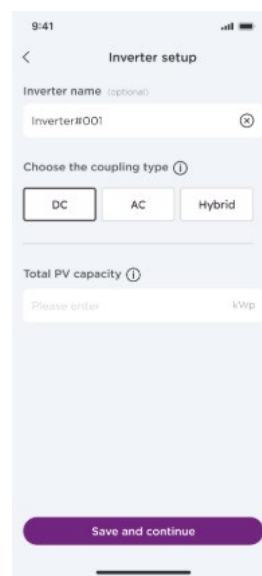 9:41
Inverter setup
Inverter name (optional)
Inverter#001
Choose the coupling type
DC AC Hybrid
Total PV capacity
Please enter kWp
Save and continue